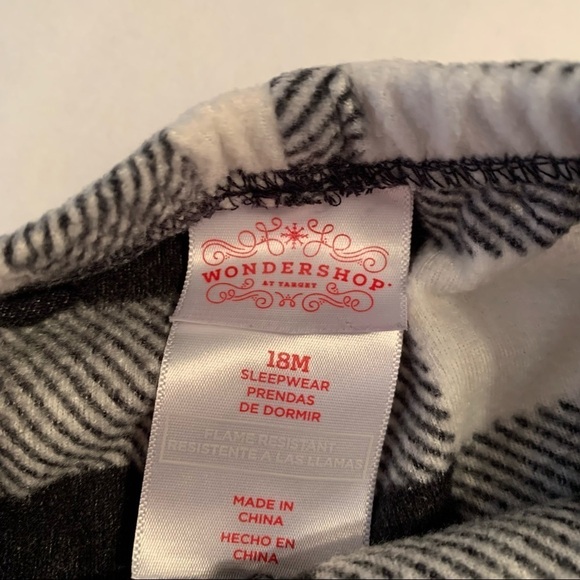 WONDERSHOP
AT TARGET
18M
SLEEPWEAR
PRENDAS
DE DORMIR
FLAME RESISTANT
RESISTENTE A LAS LLAMAS
MADE IN
CHINA
HECHO EN
CHINA